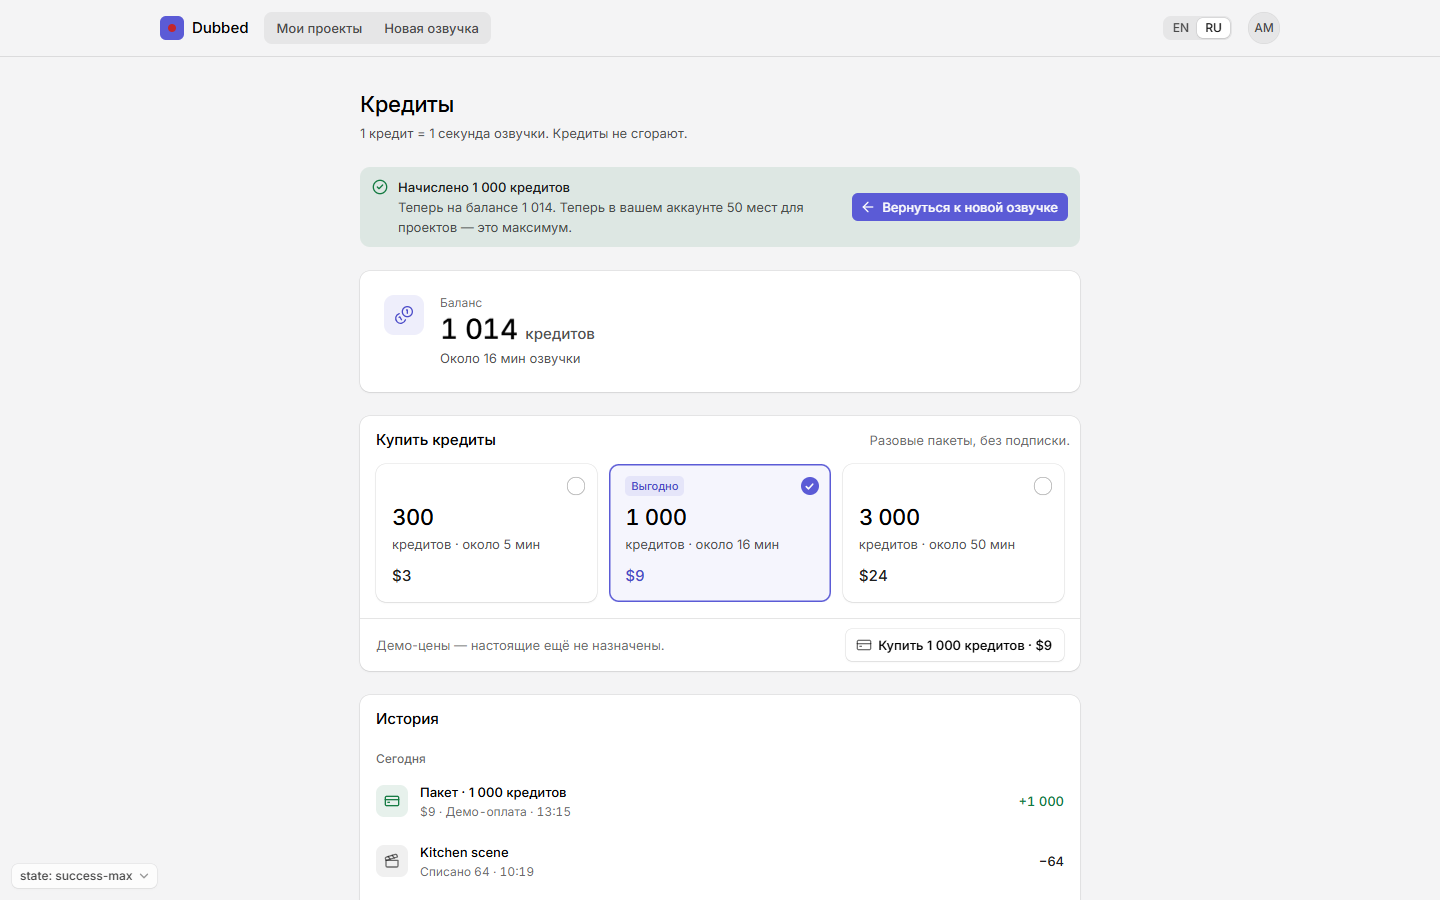 Dubbed
Мои проекты
Новая озвучка
EN
RU
AM
Кредиты
1 кредит = 1 секунда озвучки. Кредиты не сгорают.
Начислено 1 000 кредитов
Теперь на балансе 1 014. Теперь в вашем аккаунте 50 мест для
проектов — это максимум.
Вернуться к новой озвучке
Баланс
1 014 кредитов
Около 16 мин озвучки
Купить кредиты
Разовые пакеты, без подписки.
300
кредитов · около 5 мин
$3
Выгодно
1 000
кредитов · около 16 мин
$9
3 000
кредитов · около 50 мин
$24
Демо-цены — настоящие ещё не назначены.
Купить 1 000 кредитов · $9
История
Сегодня
Пакет · 1 000 кредитов
$9 · Демо-оплата · 13:15
+1 000
Kitchen scene
Списано 64 · 10:19
−64
state: success-max